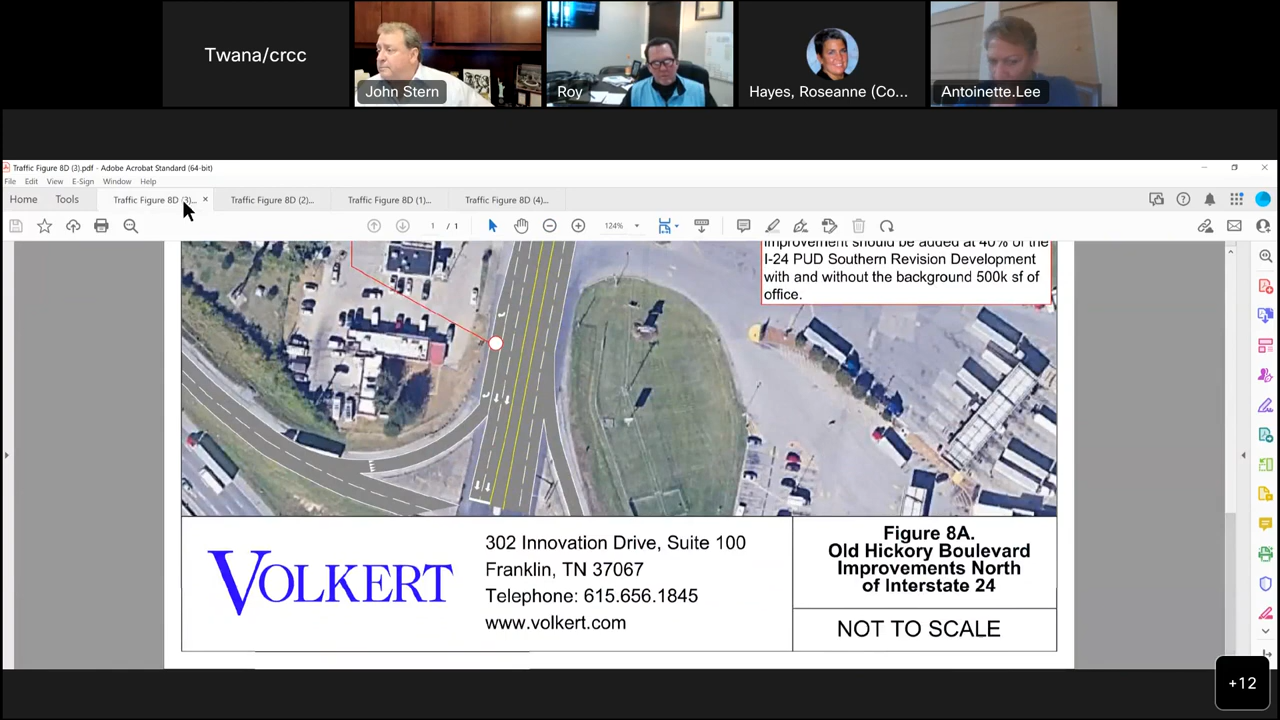 Twana/crcc
John Stern
Roy
Hayes, Roseanne (Co...
Antoinette.Lee
Traffic Figure 8D (3).pdf - Adobe Acrobat Standard (64-bit)
File Edit View E-Sign Window Help
Home Tools Traffic Figure 8D (3)... Traffic Figure 8D (2)... Traffic Figure 8D (1)... Traffic Figure 8D (4)...
1 / 1 124%
improvement should be added at 40% of the
I-24 PUD Southern Revision Development
with and without the background 500k sf of
office.
VOLKERT
302 Innovation Drive, Suite 100
Franklin, TN 37067
Telephone: 615.656.1845
www.volkert.com
Figure 8A.
Old Hickory Boulevard
Improvements North
of Interstate 24
NOT TO SCALE
+12